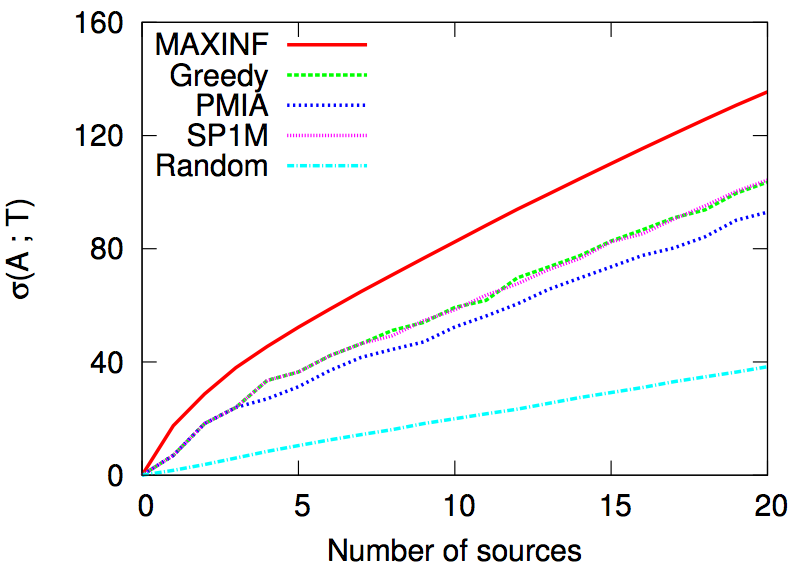 160
120
80
40
0
σ(A ; T)
MAXINF
Greedy
PMIA
SP1M
Random
0 5 10 15 20
Number of sources